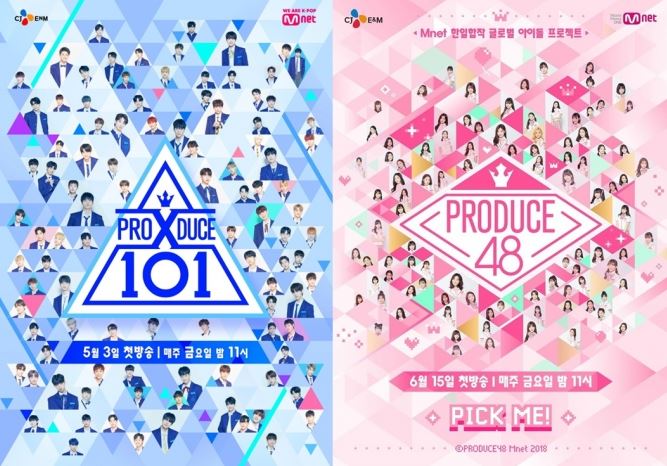 CJ E&M
WE ARE K-POP
Mnet
PRO X DUCE
101
5월 3일 첫방송 | 매주 금요일 밤 11시
CJ E&M
Mnet
Mnet 한일합작 글로벌 아이돌 프로젝트
PRODUCE
48
6월 15일 첫방송 | 매주 금요일 밤 11시
PICK ME!
©PRODUCE48 Mnet 2018